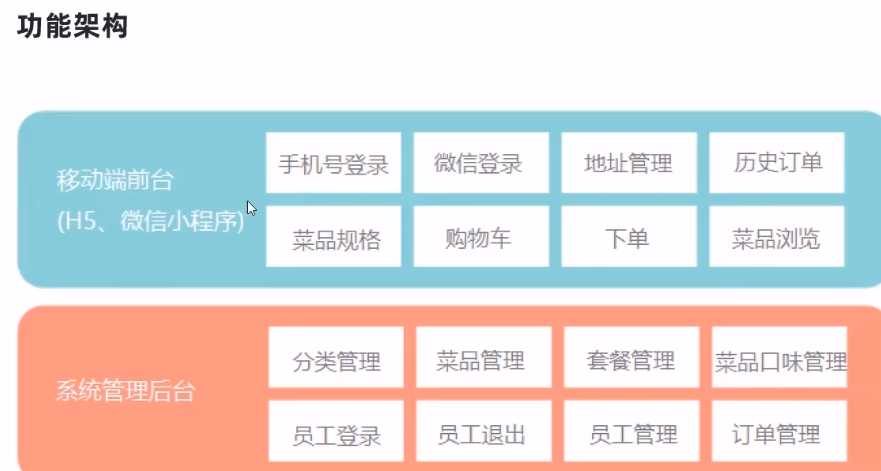 功能架构
移动端前台
(H5、微信小程序)
手机号登录 微信登录 地址管理 历史订单
菜品规格 购物车 下单 菜品浏览
系统管理后台
分类管理 菜品管理 套餐管理 菜品口味管理
员工登录 员工退出 员工管理 订单管理